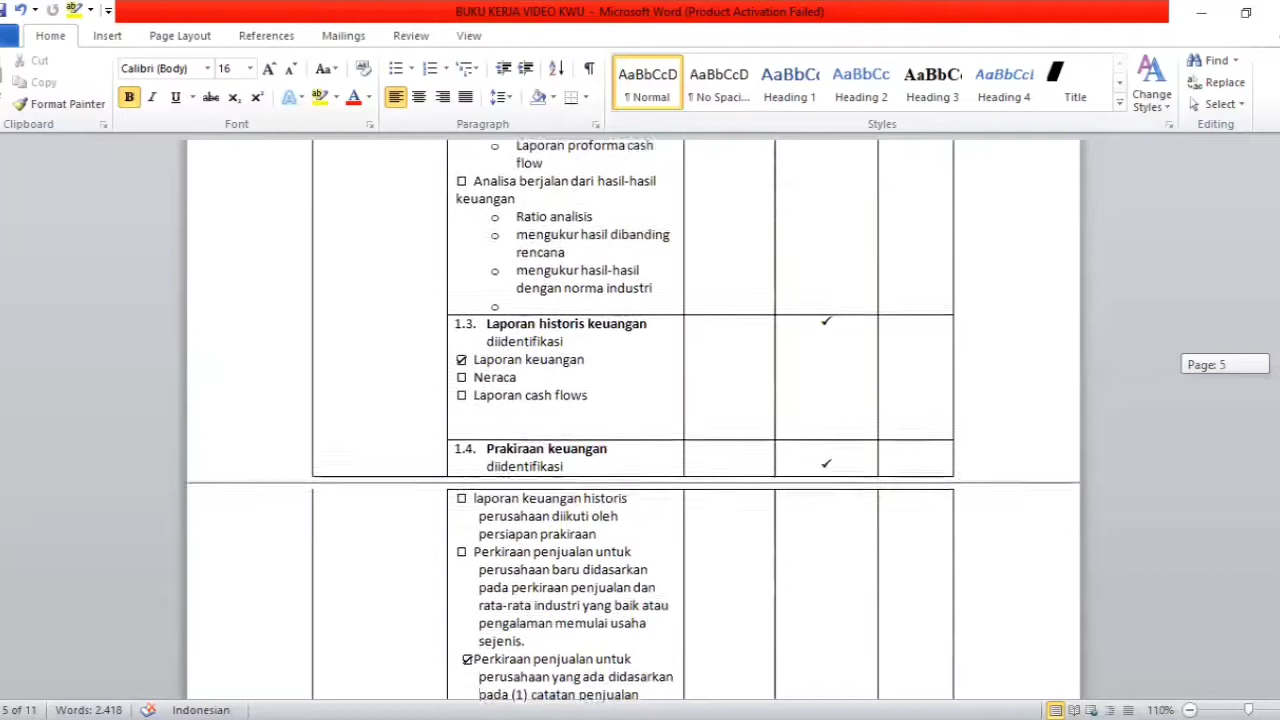 BUKU KERJA VIDEO KWU - Microsoft Word (Product Activation Failed)
Home Insert Page Layout References Mailings Review View
Cut
Copy
Format Painter
Clipboard
Calibri (Body) 16
Font
Paragraph
AaBbCcD AaBbCcD AaBbCc AaBbCc AaBbC AaBbCcI
¶ Normal ¶ No Spaci... Heading 1 Heading 2 Heading 3 Heading 4 Title
Change Styles
Styles
Find
Replace
Select
Editing
o Laporan proforma cash
flow
☐ Analisa berjalan dari hasil-hasil
keuangan
o Ratio analisis
o mengukur hasil dibanding
rencana
o mengukur hasil-hasil
dengan norma industri
o
1.3. Laporan historis keuangan ✓
diidentifikasi
☑ Laporan keuangan
☐ Neraca
☐ Laporan cash flows
Page: 5
1.4. Prakiraan keuangan
diidentifikasi ✓
☐ laporan keuangan historis
perusahaan diikuti oleh
persiapan prakiraan
☐ Perkiraan penjualan untuk
perusahaan baru didasarkan
pada perkiraan penjualan dan
rata-rata industri yang baik atau
pengalaman memulai usaha
sejenis.
☑ Perkiraan penjualan untuk
perusahaan yang ada didasarkan
pada (1) catatan penjualan
5 of 11 Words: 2.418 Indonesian 110%